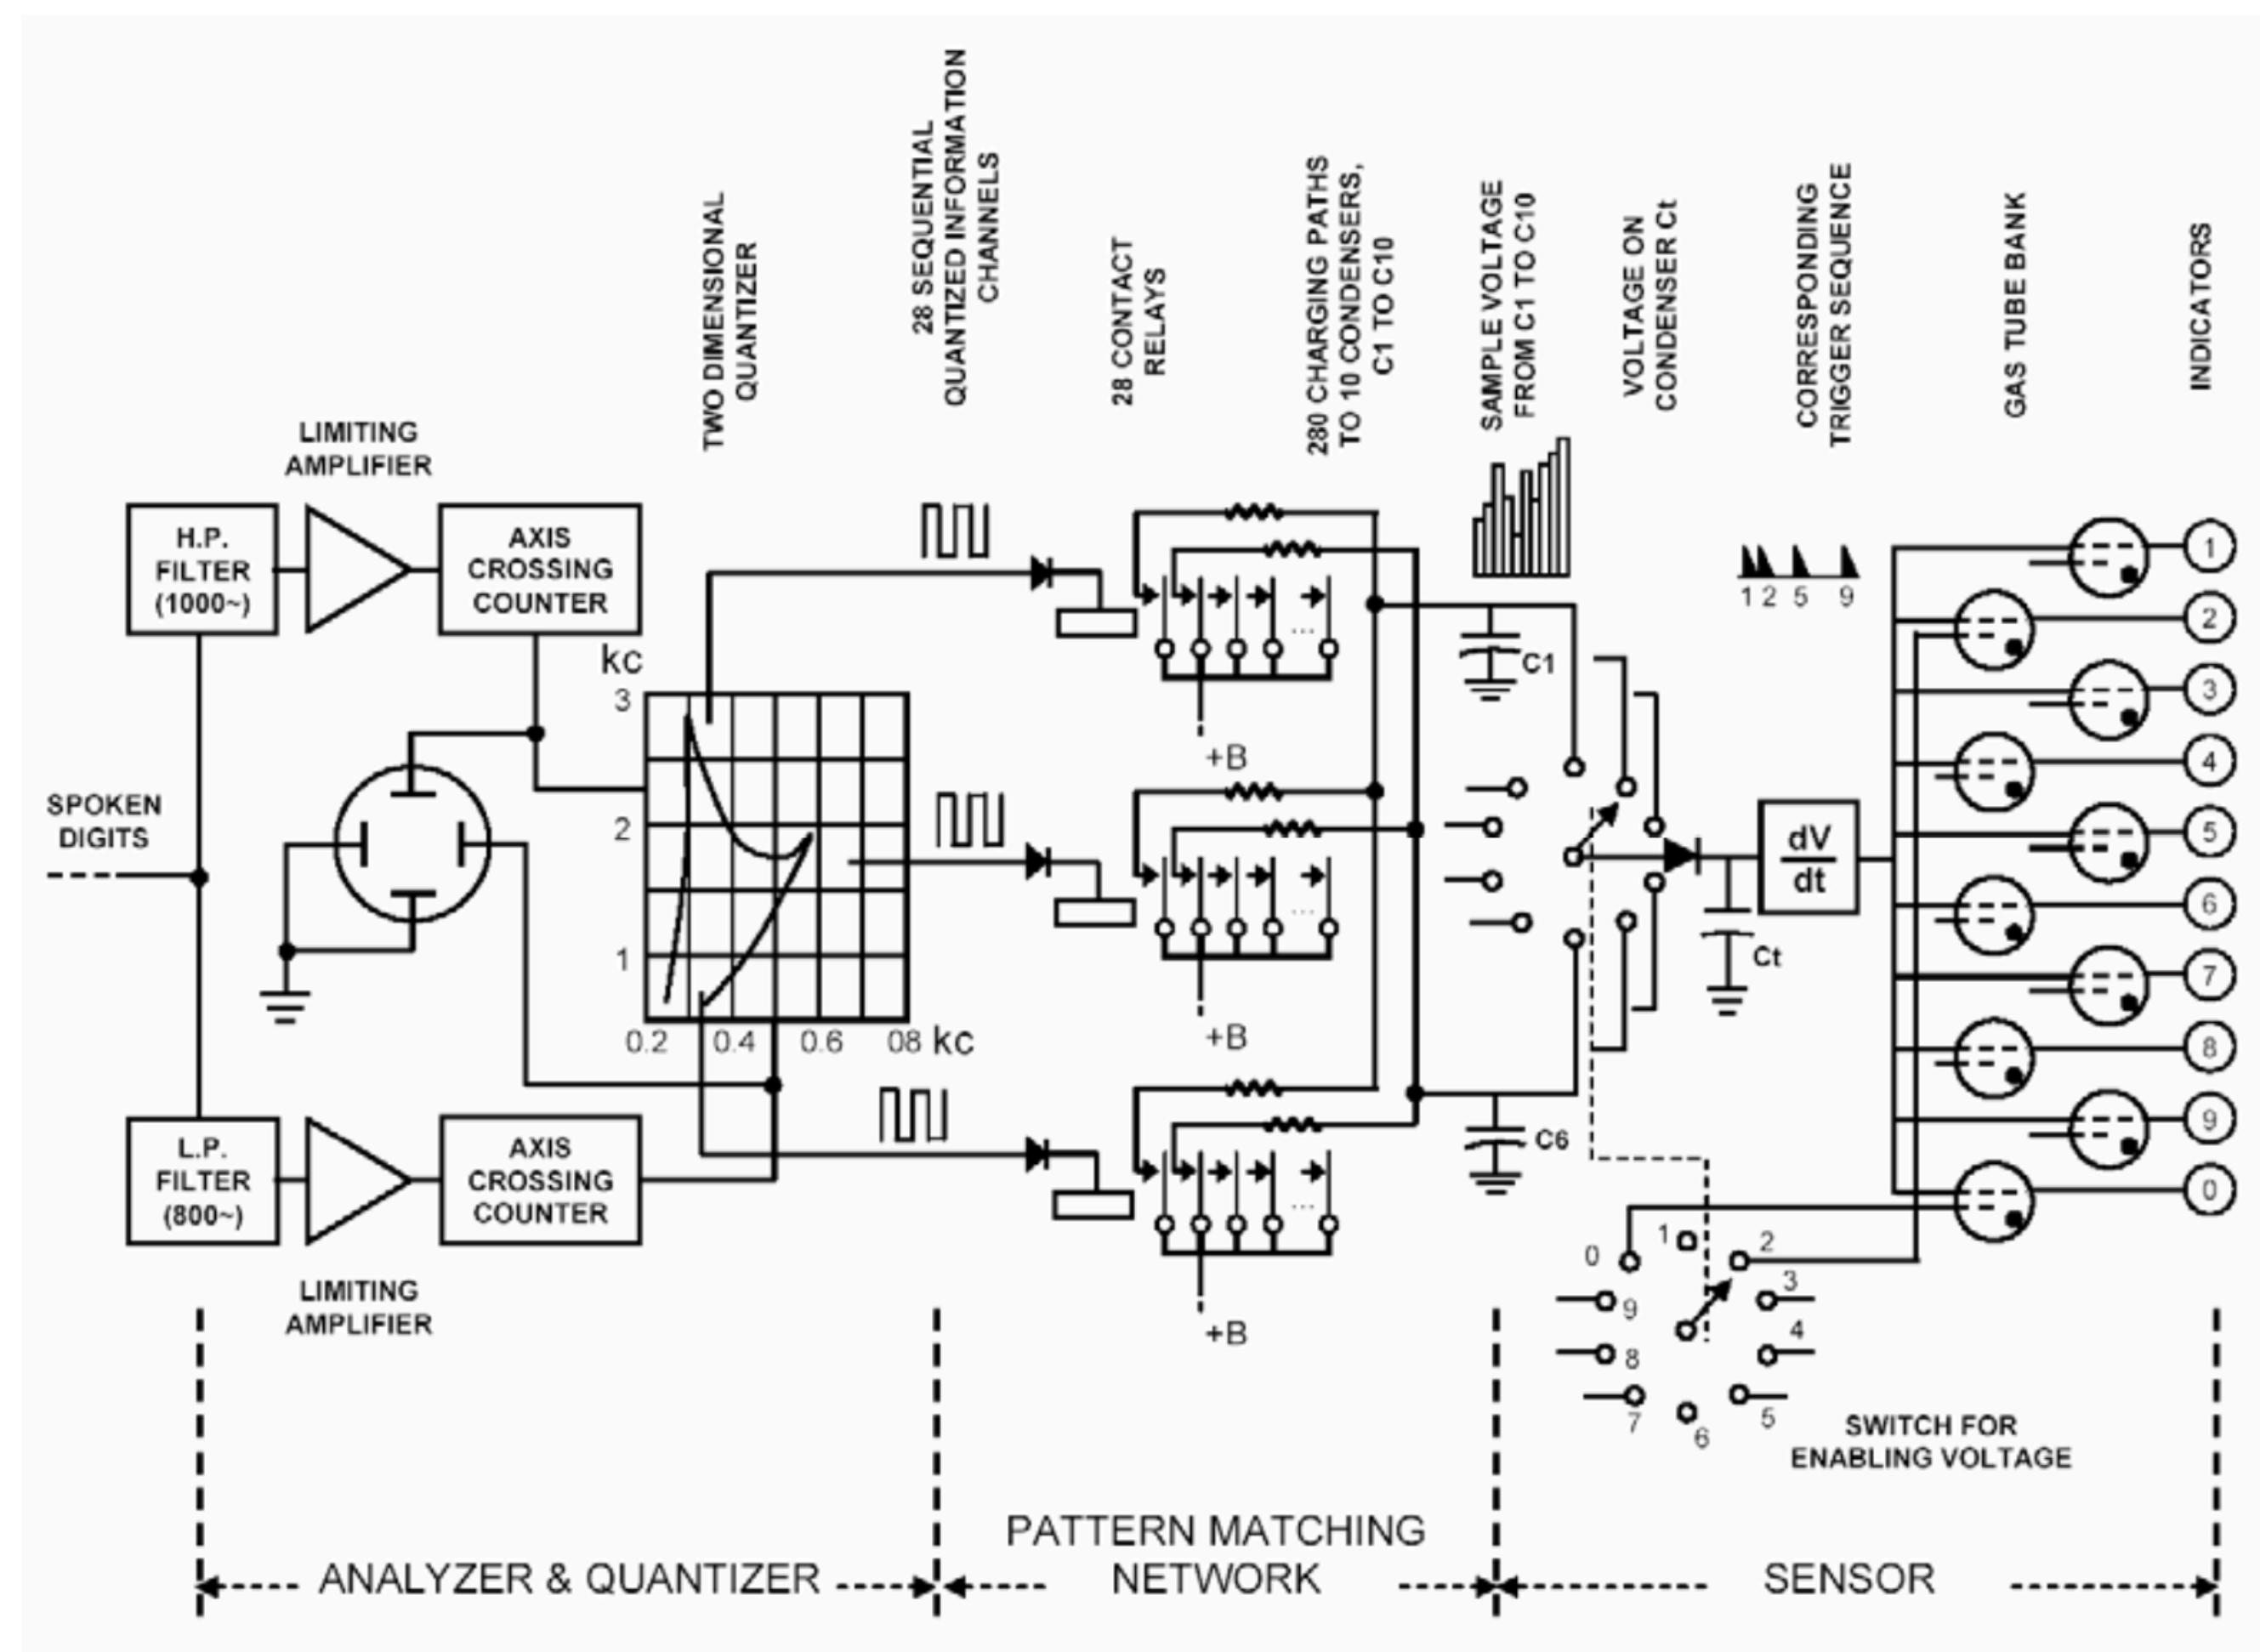 TWO DIMENSIONAL
QUANTIZER
28 SEQUENTIAL
QUANTIZED INFORMATION
CHANNELS
28 CONTACT
RELAYS
280 CHARGING PATHS
TO 10 CONDENSERS,
C1 TO C10
SAMPLE VOLTAGE
FROM C1 TO C10
VOLTAGE ON
CONDENSER Ct
CORRESPONDING
TRIGGER SEQUENCE
GAS TUBE BANK
INDICATORS
LIMITING
AMPLIFIER
H.P.
FILTER
(1000~)
AXIS
CROSSING
COUNTER
kc
3
2
1
0.2 0.4 0.6 08 kc
SPOKEN
DIGITS
L.P.
FILTER
(800~)
AXIS
CROSSING
COUNTER
LIMITING
AMPLIFIER
...
+B
...
+B
...
+B
C1
C6
1 2 5 9
dV
dt
Ct
1
2
3
4
5
6
7
8
9
0
0
1
2
3
4
5
6
7
8
9
SWITCH FOR
ENABLING VOLTAGE
ANALYZER & QUANTIZER
PATTERN MATCHING
NETWORK
SENSOR